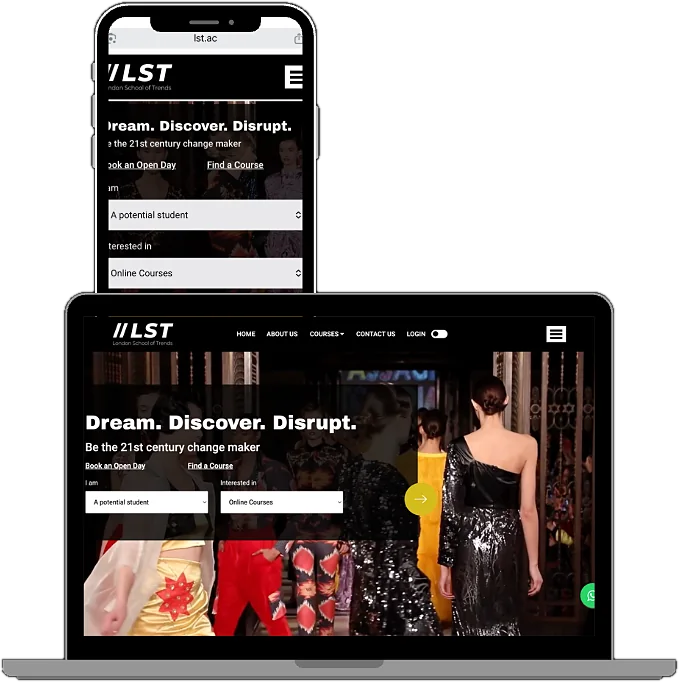 lst.ac
//LST
ndon School of Trends
Dream. Discover. Disrupt.
e the 21st century change maker
ook an Open Day Find a Course
am
A potential student
terested in
Online Courses
//LST
London School of Trends
HOME ABOUT US COURSES CONTACT US LOGIN
Dream. Discover. Disrupt.
Be the 21st century change maker
Book an Open Day Find a Course
I am Interested in
A potential student Online Courses